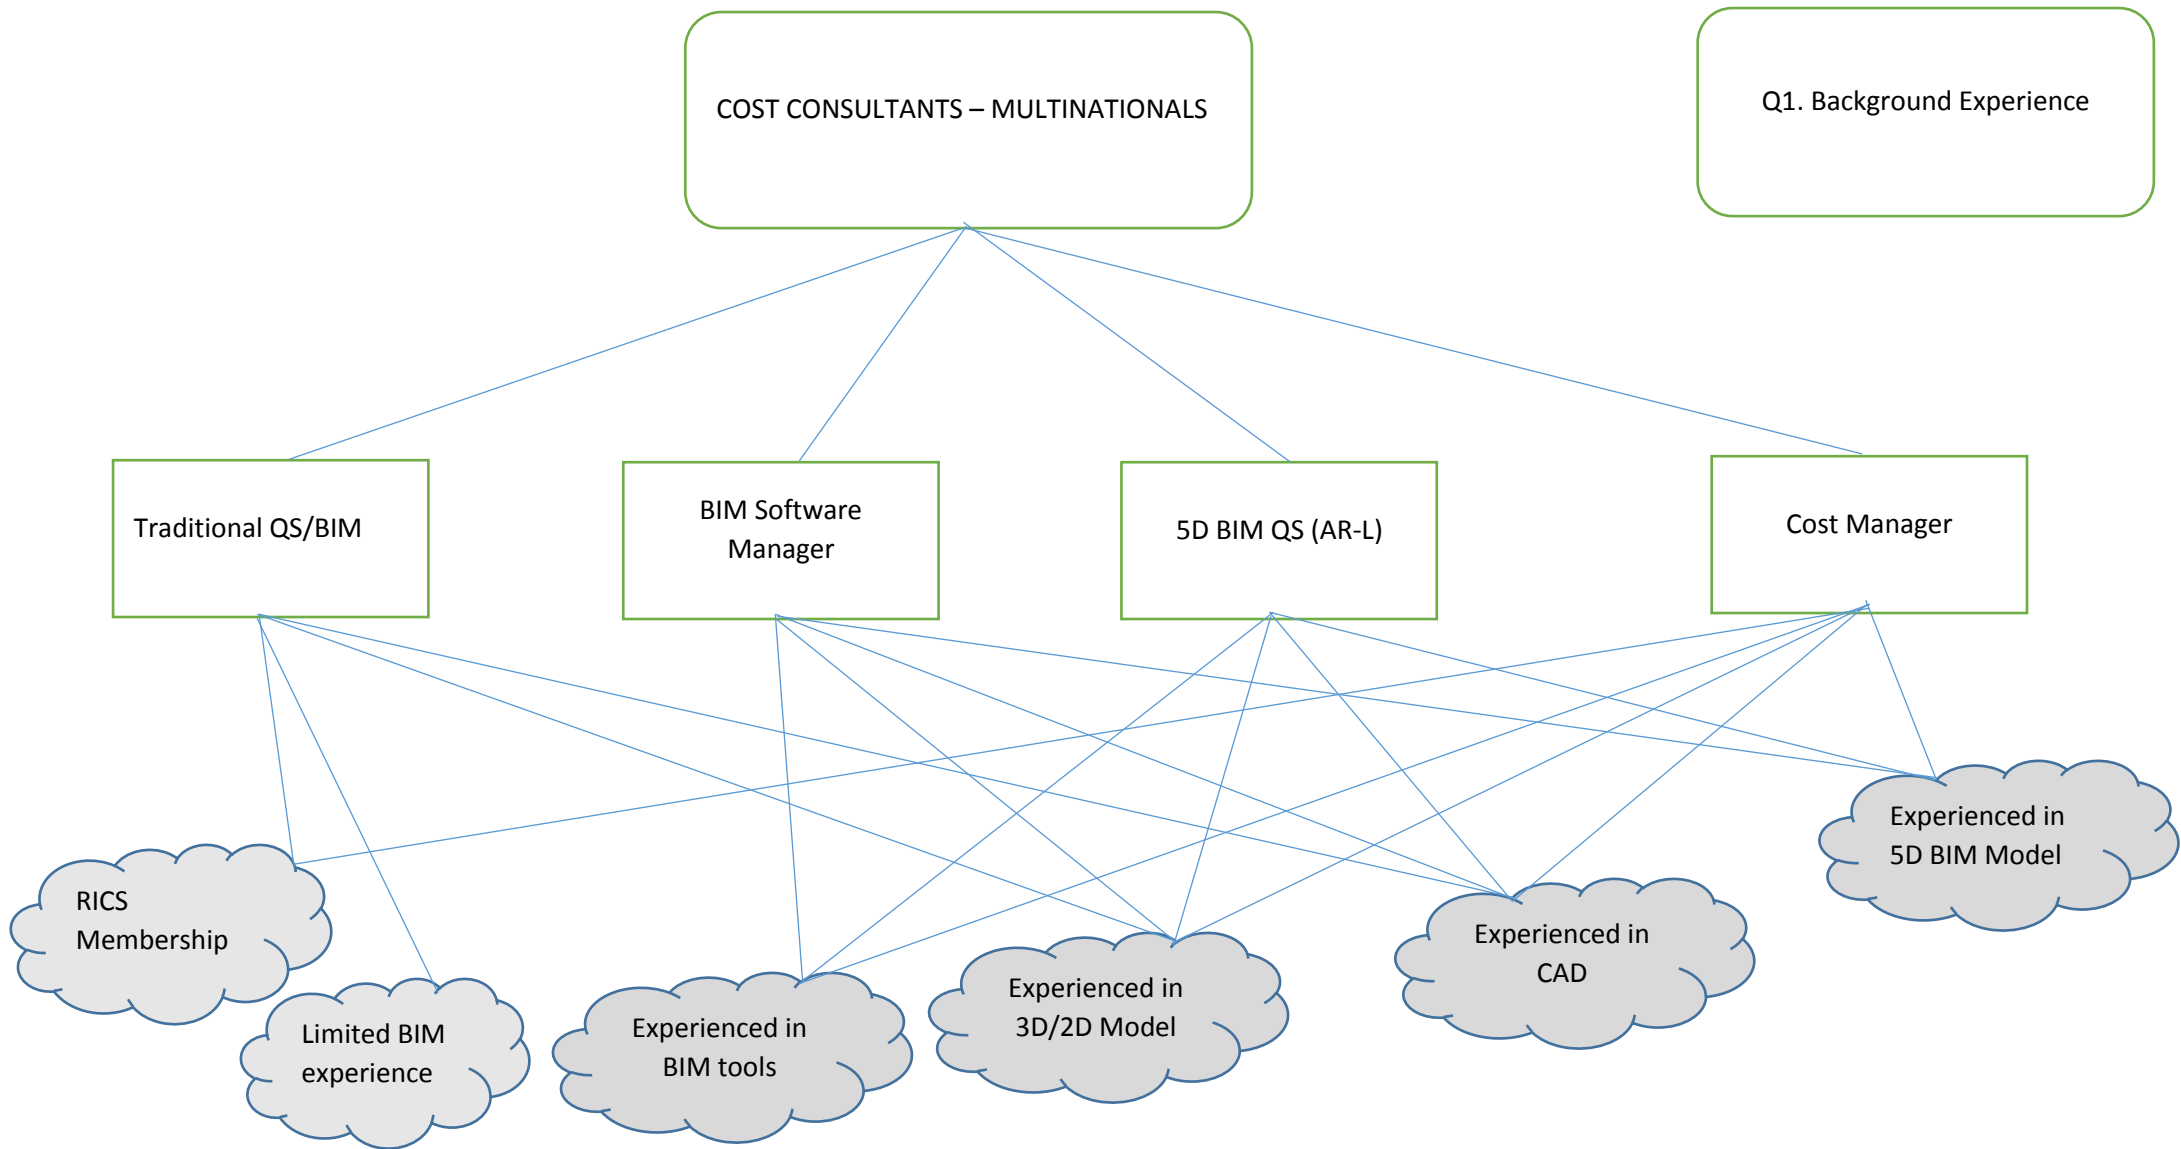 COST CONSULTANTS – MULTINATIONALS
Q1. Background Experience
Traditional QS/BIM
BIM Software
Manager
5D BIM QS (AR-L)
Cost Manager
RICS
Membership
Limited BIM
experience
Experienced in
BIM tools
Experienced in
3D/2D Model
Experienced in
CAD
Experienced in
5D BIM Model